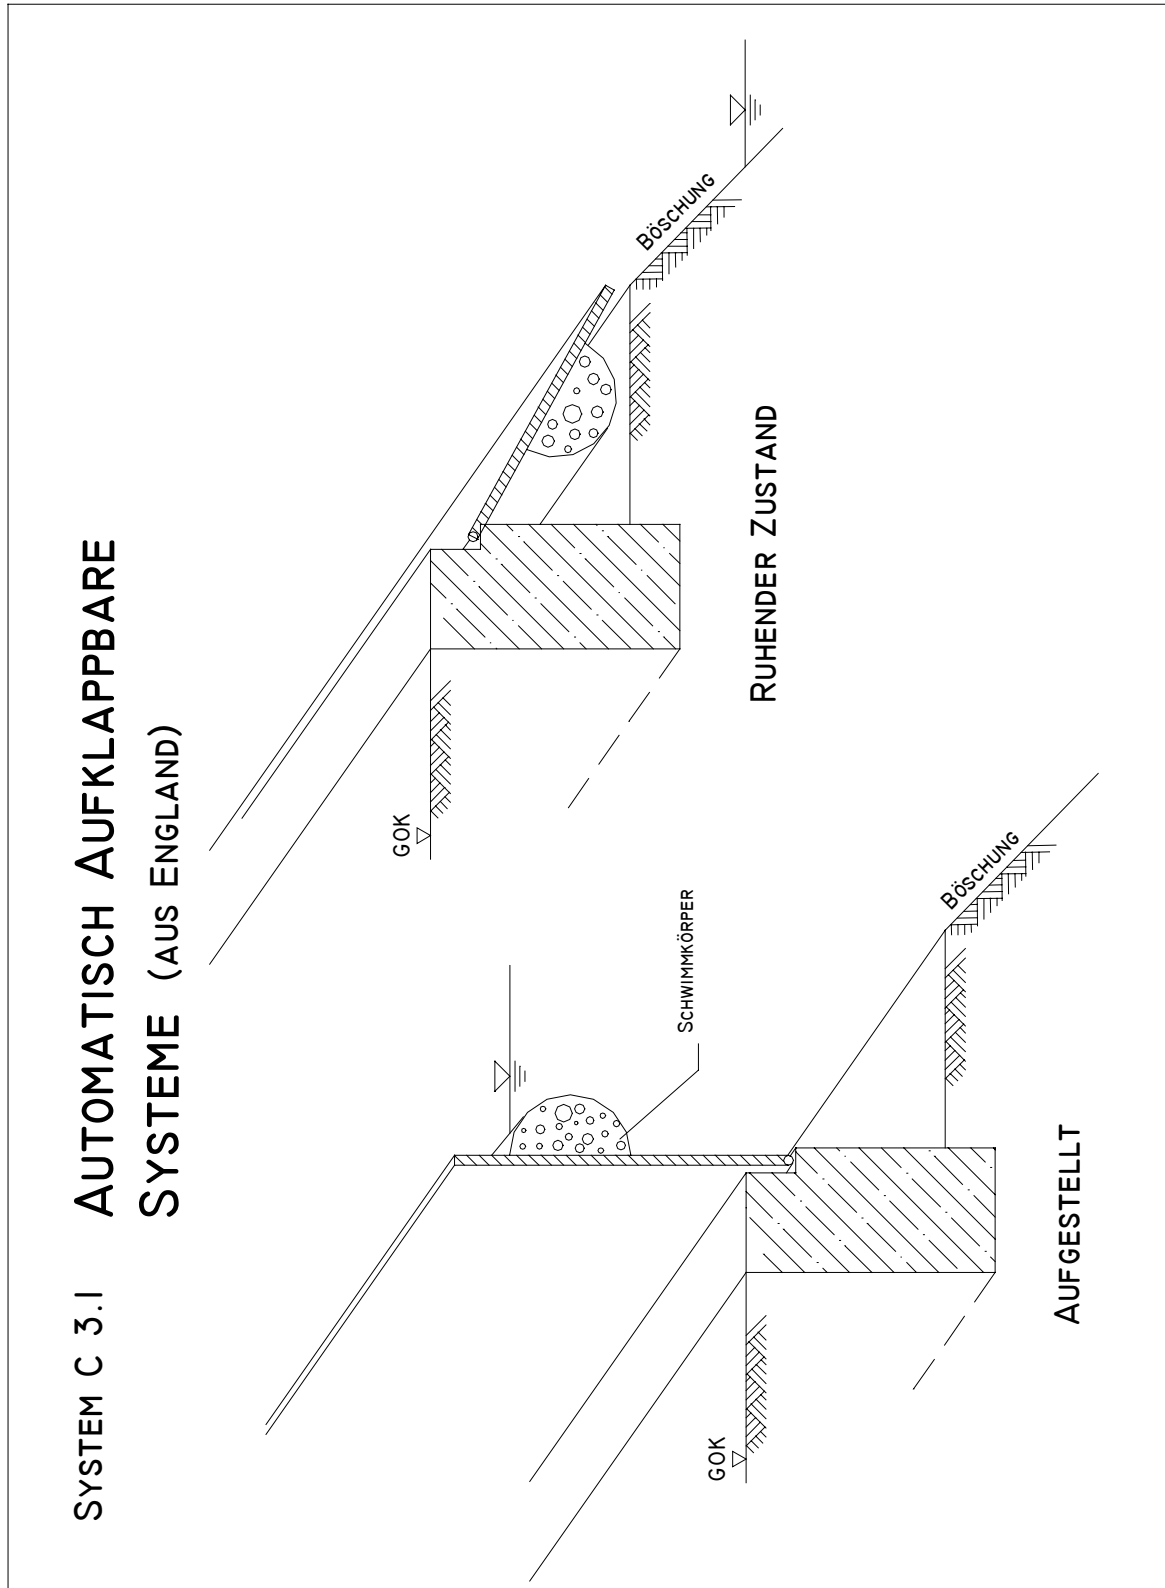 SYSTEM C 3.1 AUTOMATISCH AUFKLAPPBARE
SYSTEME (AUS ENGLAND)
GOK
SCHWIMMKÖRPER
BÖSCHUNG
AUFGESTELLT
GOK
BÖSCHUNG
RUHENDER ZUSTAND